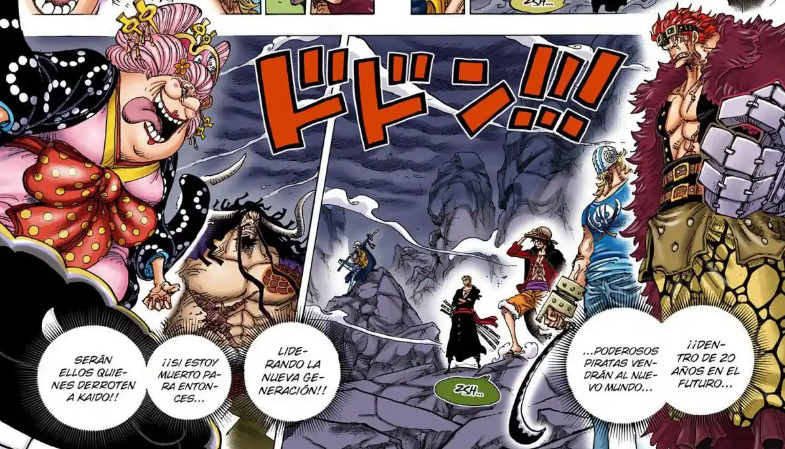 ZSH...
ドドン!!!
¡¡DEN-
TRO DE 20
AÑOS EN EL
FUTURO...
...PODEROSOS
PIRATAS VEN-
DRÁN AL NUE-
VO MUNDO...
ZSH...
LIDE-
RANDO LA
NUEVA GE-
NERACIÓN!!
¡¡SI ESTOY
MUERTO PA-
RA ENTON-
CES...
SERÁN
ELLOS QUIE-
NES DERROTEN
A KAIDO!!